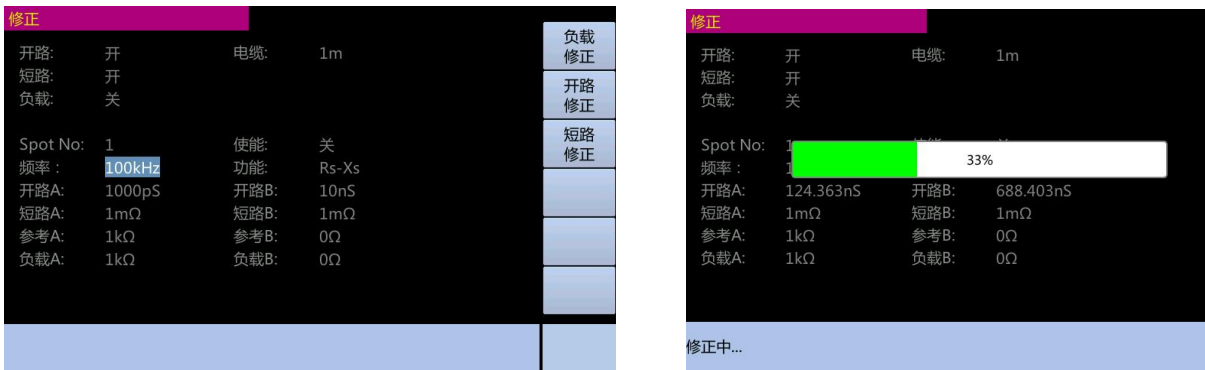 修正
开路: 开 电缆: 1m
短路: 开
负载: 关
Spot No: 1 使能: 关
频率： 100kHz 功能: Rs-Xs
开路A: 1000pS 开路B: 10nS
短路A: 1mΩ 短路B: 1mΩ
参考A: 1kΩ 参考B: 0Ω
负载A: 1kΩ 负载B: 0Ω
负载
修正
开路
修正
短路
修正
修正
开路: 开 电缆: 1m
短路: 开
负载: 关
Spot No:
频率：
33%
开路A: 124.363nS 开路B: 688.403nS
短路A: 1mΩ 短路B: 1mΩ
参考A: 1kΩ 参考B: 0Ω
负载A: 1kΩ 负载B: 0Ω
修正中...